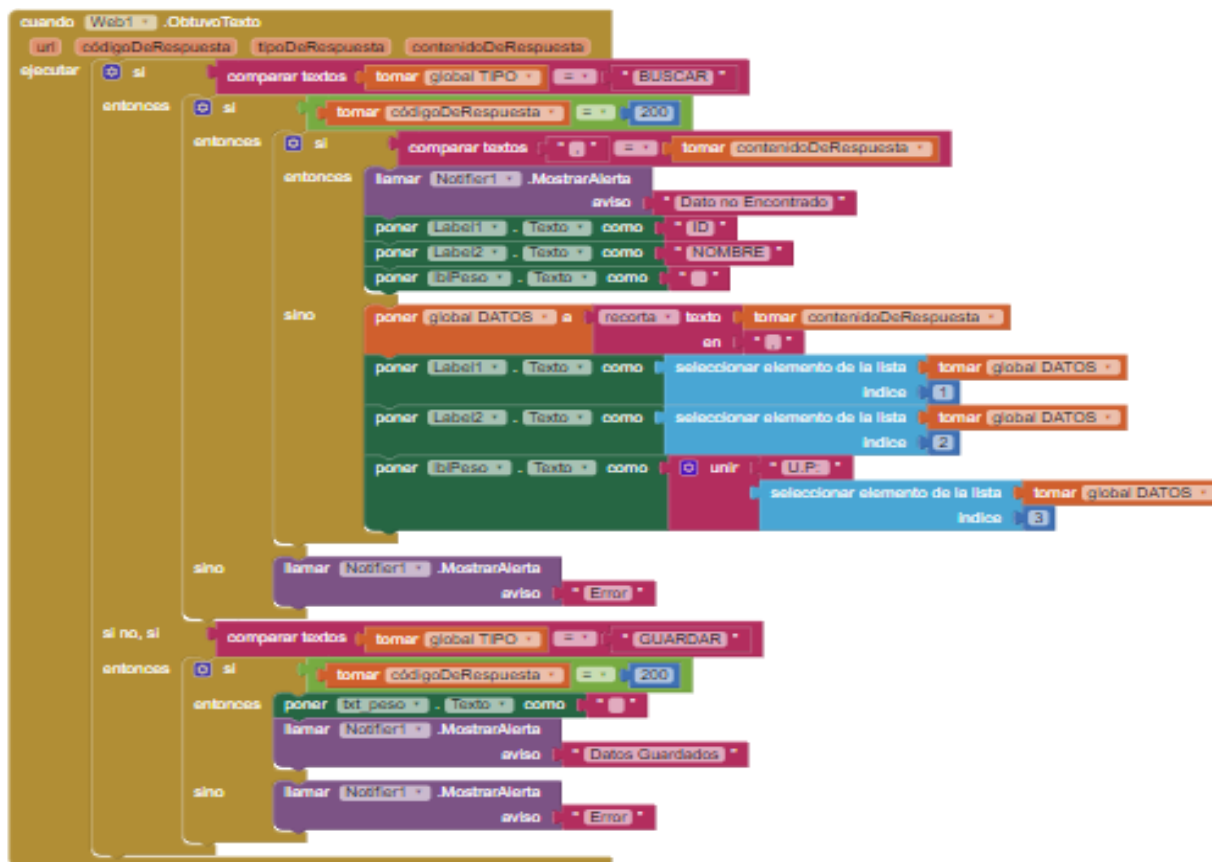 cuando Web1 .ObtuvoTexto
url códigoDeRespuesta tipoDeRespuesta contenidoDeRespuesta
ejecutar si comparar textos tomar global TIPO = " BUSCAR "
entonces si tomar códigoDeRespuesta = 200
entonces si comparar textos " , " = tomar contenidoDeRespuesta
entonces llamar Notifier1 .MostrarAlerta
aviso " Dato no Encontrado "
poner Label1 . Texto como " ID "
poner Label2 . Texto como " NOMBRE "
poner lblPeso . Texto como " "
sino poner global DATOS a recorta texto tomar contenidoDeRespuesta
en " , "
poner Label1 . Texto como seleccionar elemento de la lista tomar global DATOS
índice 1
poner Label2 . Texto como seleccionar elemento de la lista tomar global DATOS
índice 2
poner lblPeso . Texto como unir " U.P: "
seleccionar elemento de la lista tomar global DATOS
índice 3
sino llamar Notifier1 .MostrarAlerta
aviso " Error "
si no, si comparar textos tomar global TIPO = " GUARDAR "
entonces si tomar códigoDeRespuesta = 200
entonces poner txt_peso . Texto como " "
llamar Notifier1 .MostrarAlerta
aviso " Datos Guardados "
sino llamar Notifier1 .MostrarAlerta
aviso " Error "